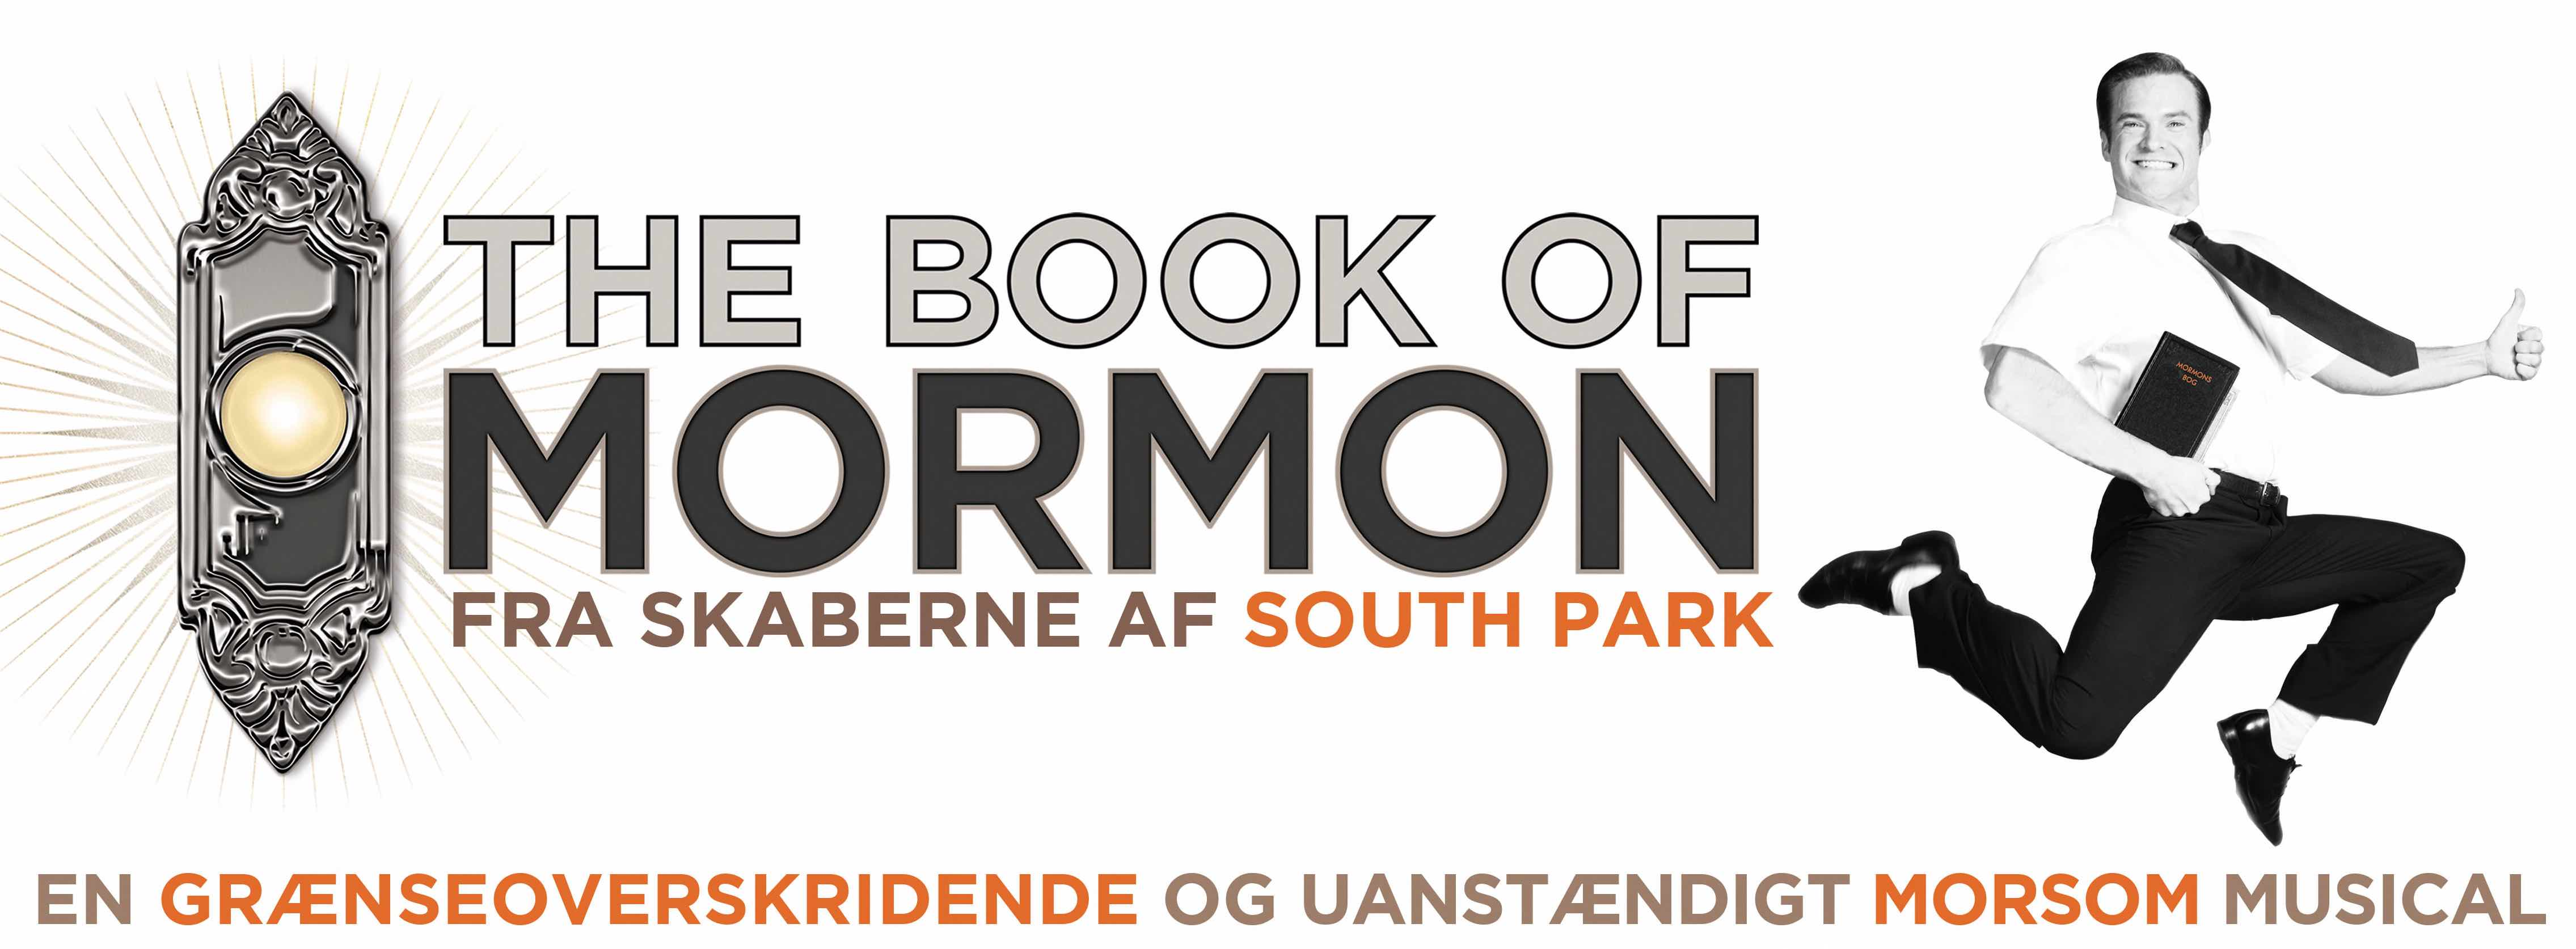 THE BOOK OF
MORMON
FRA SKABERNE AF SOUTH PARK
MORMONS
BOG
EN GRÆNSEOVERSKRIDENDE OG UANSTÆNDIGT MORSOM MUSICAL